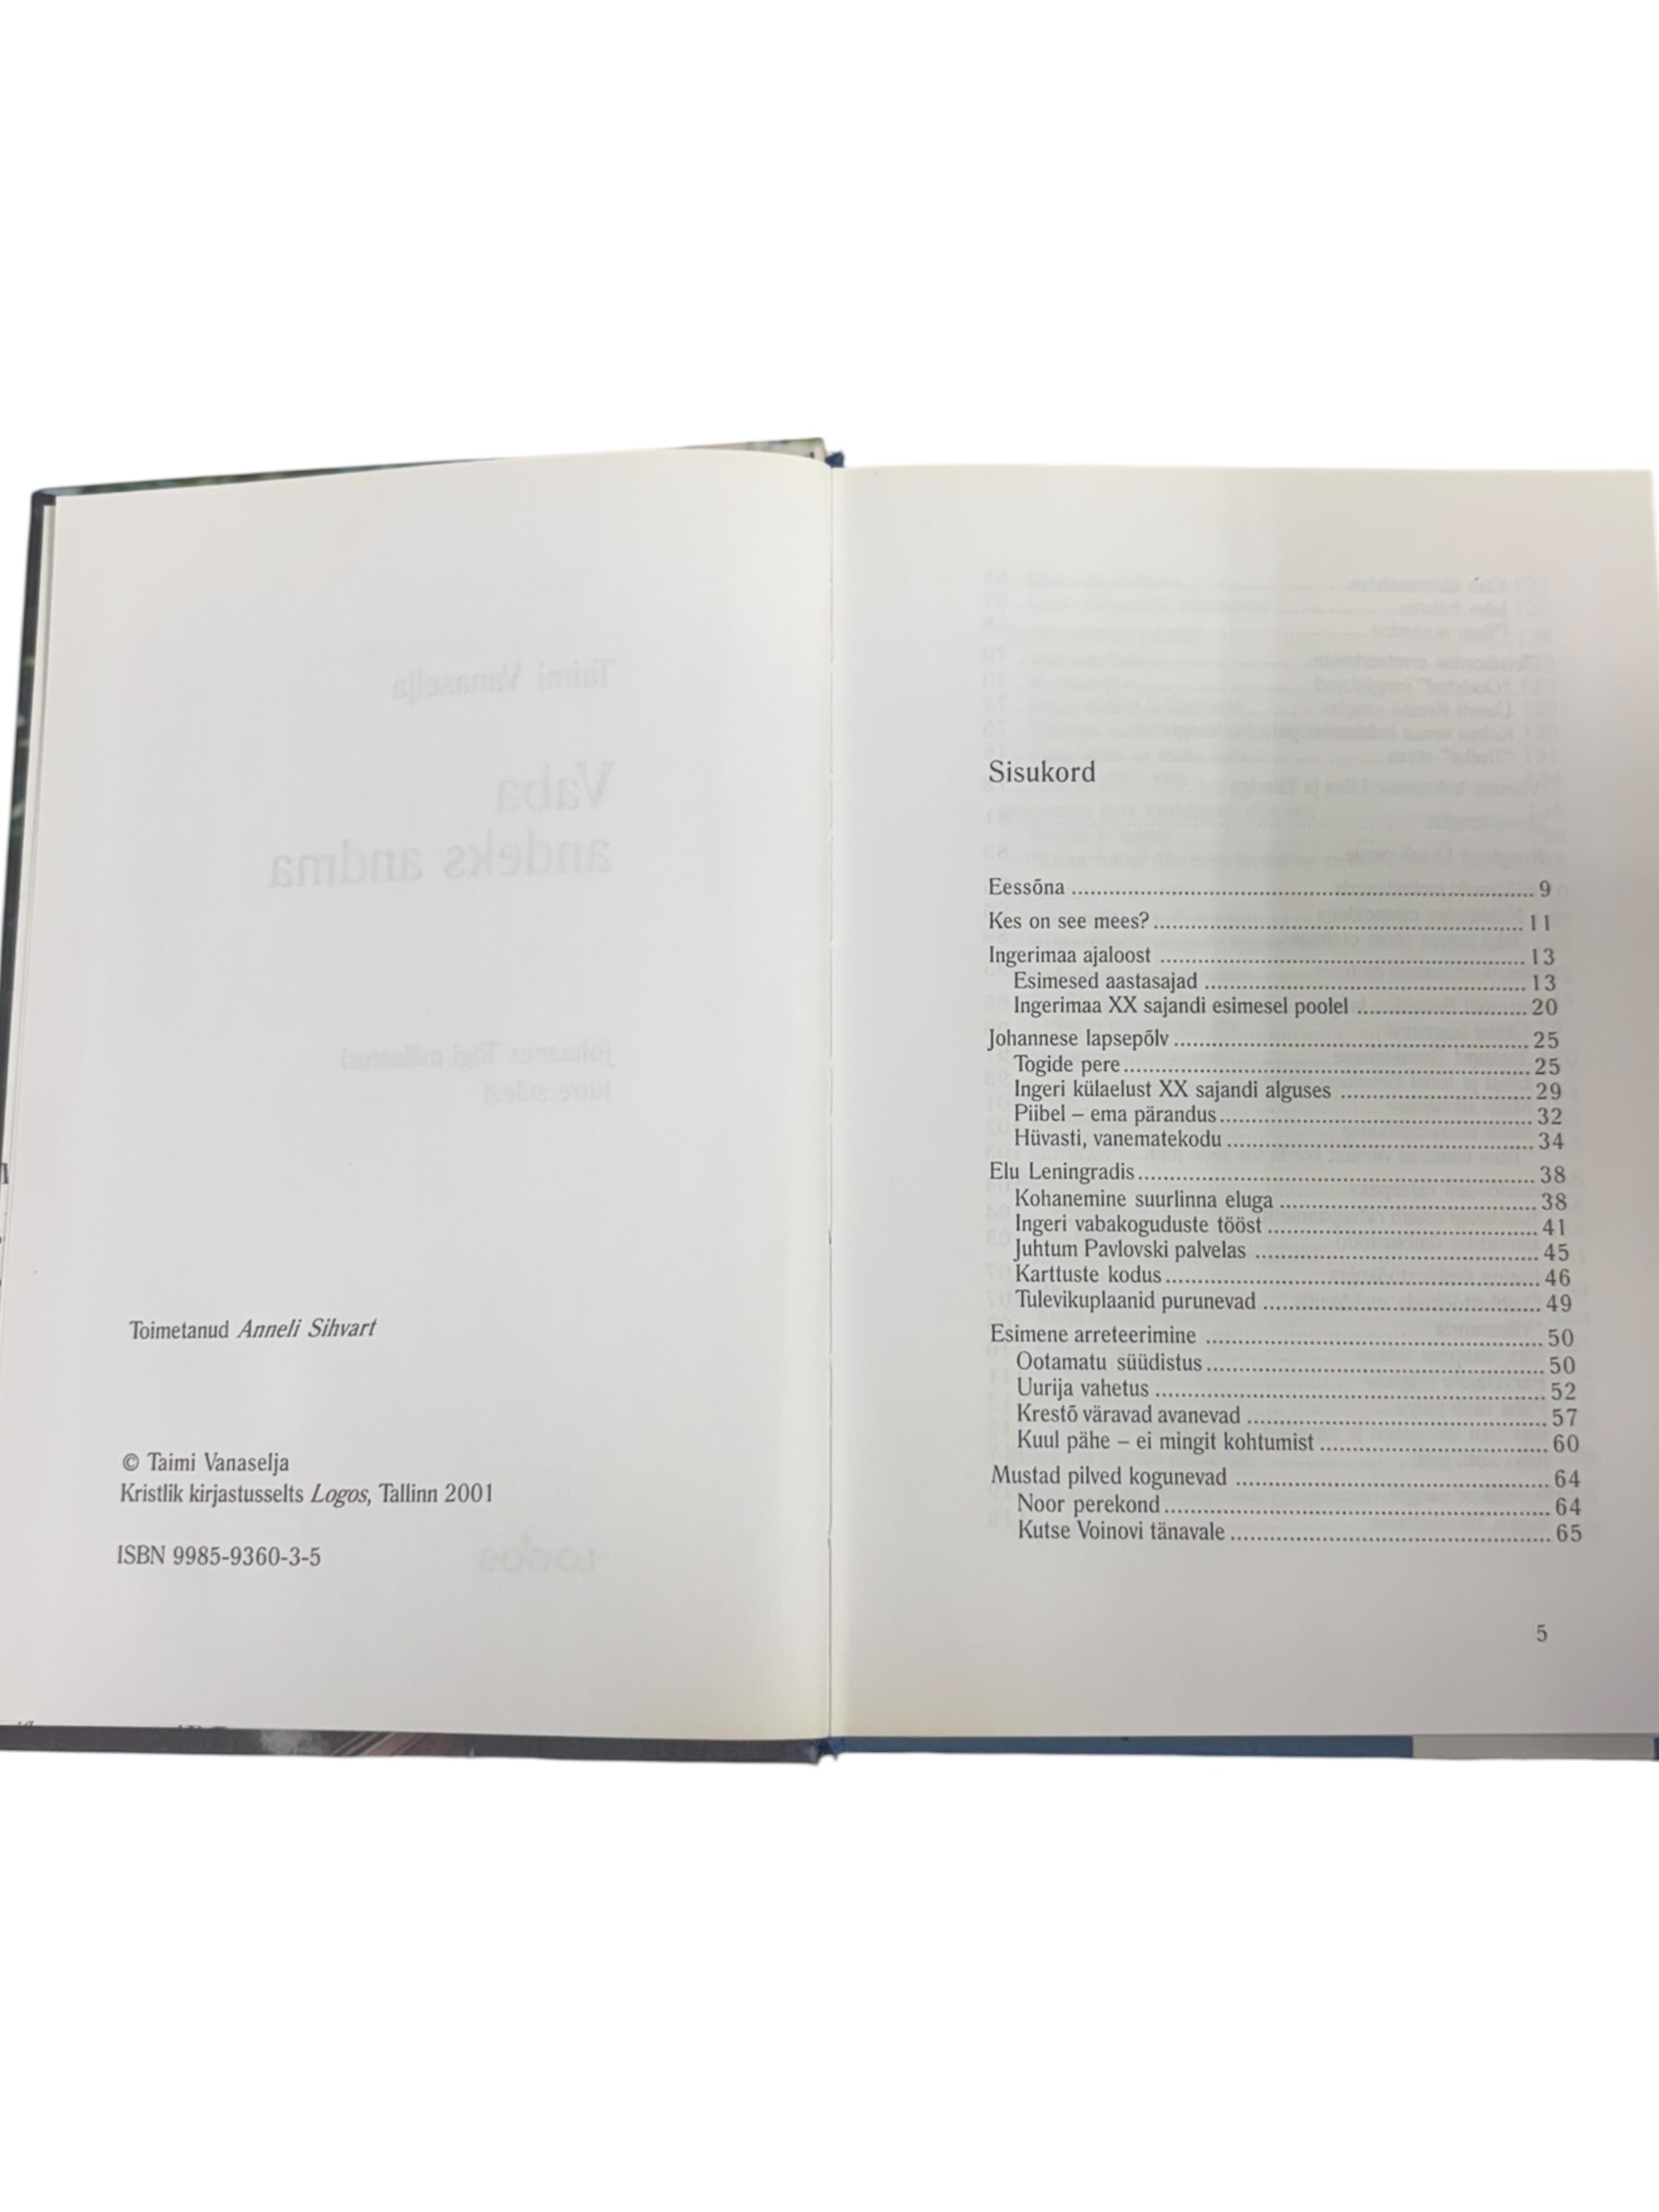 Toimetanud Anneli Sihvart
© Taimi Vanaselja
Kristlik kirjastusselts Logos, Tallinn 2001
ISBN 9985-9360-3-5
Sisukord
Eessõna ........ 9
Kes on see mees? ........ 11
Ingerimaa ajaloost ........ 13
Esimesed aastasajad ........ 13
Ingerimaa XX sajandi esimesel poolel ........ 20
Johannese lapsepõlv ........ 25
Togide pere ........ 25
Ingeri külaelust XX sajandi alguses ........ 29
Piibel – ema pärandus ........ 32
Hüvasti, vanematekodu ........ 34
Elu Leningradis ........ 38
Kohanemine suurlinna eluga ........ 38
Ingeri vabakoguduste tööst ........ 41
Juhtum Pavlovski palvelas ........ 45
Karttuste kodus ........ 46
Tulevikuplaanid purunevad ........ 49
Esimene arreteerimine ........ 50
Ootamatu süüdistus ........ 50
Uurija vahetus ........ 52
Krestõ väravad avanevad ........ 57
Kuul pähe – ei mingit kohtumist ........ 60
Mustad pilved kogunevad ........ 64
Noor perekond ........ 64
Kutse Voinovi tänavale ........ 65
5